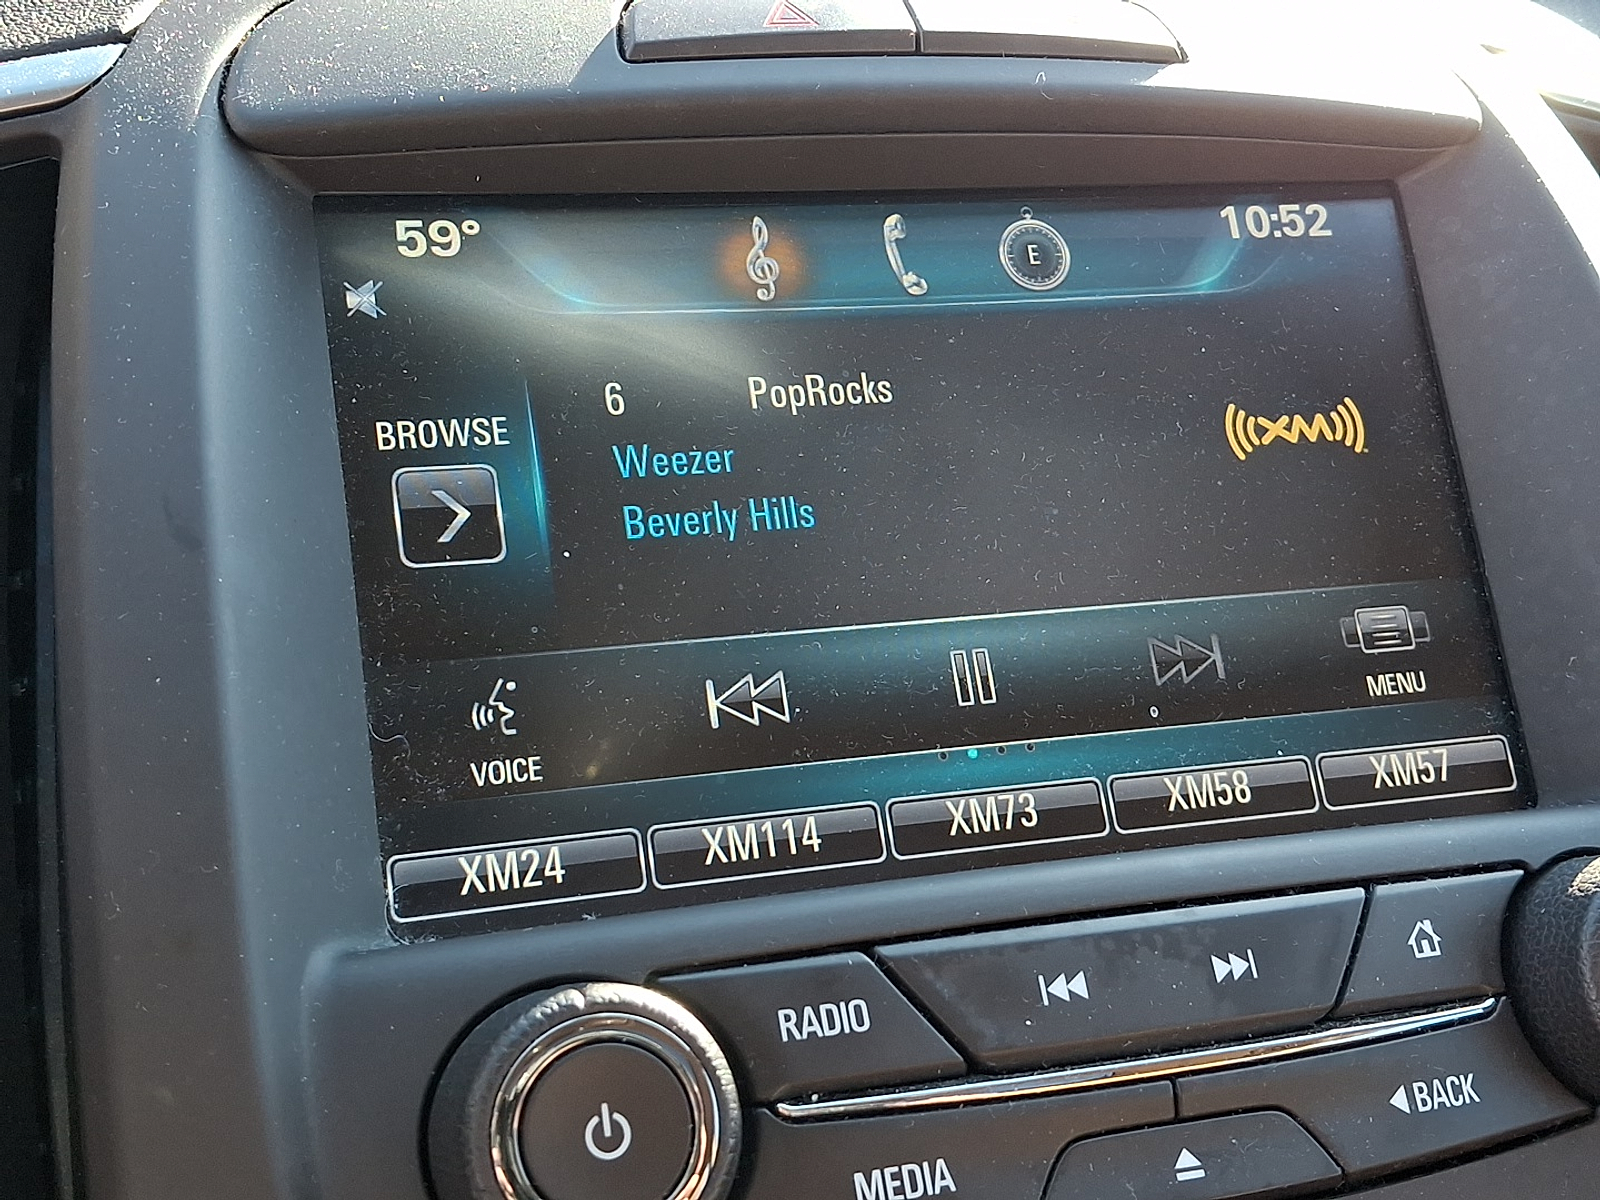 59°
E
10:52
6 PopRocks
BROWSE
Weezer
((XM))
Beverly Hills
MENU
VOICE
XM24 XM114 XM73 XM58 XM57
RADIO
BACK
MEDIA